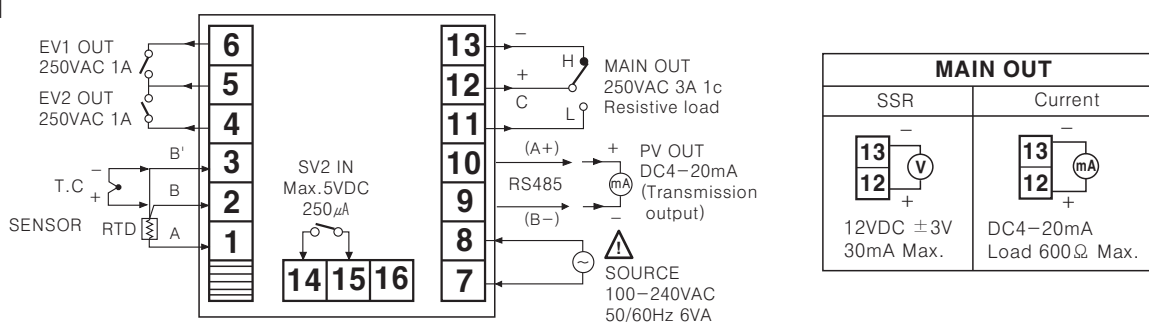 EV1 OUT
250VAC 1A
EV2 OUT
250VAC 1A
B'
−
T.C
+
B
SENSOR
RTD
A
6
5
4
3
2
1
SV2 IN
Max.5VDC
250㎂
14 15 16
13
12
11
10
9
8
7
−
H
+
C
L
MAIN OUT
250VAC 3A 1c
Resistive load
(A+)
RS485
(B−)
+
mA
−
PV OUT
DC4−20mA
(Transmission
output)
SOURCE
100−240VAC
50/60Hz 6VA
!
~
MAIN OUT
SSR
Current
−
13
12
V
+
12VDC ±3V
30mA Max.
−
13
12
mA
+
DC4−20mA
Load 600Ω Max.